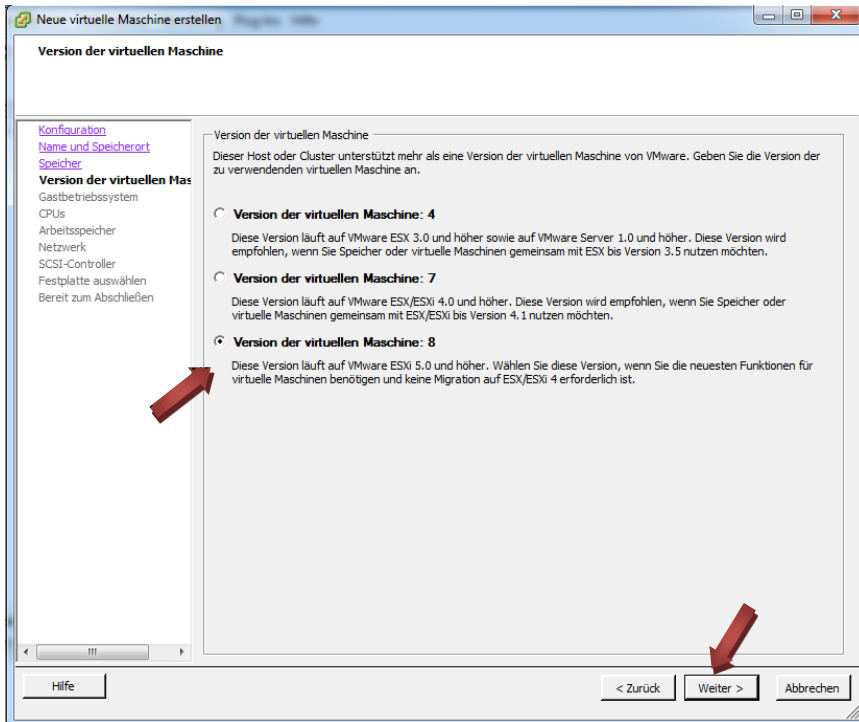 Neue virtuelle Maschine erstellen
Version der virtuellen Maschine
Konfiguration
Name und Speicherort
Speicher
Version der virtuellen Mas
Gastbetriebssystem
CPUs
Arbeitsspeicher
Netzwerk
SCSI-Controller
Festplatte auswählen
Bereit zum Abschließen
Version der virtuellen Maschine
Dieser Host oder Cluster unterstützt mehr als eine Version der virtuellen Maschine von VMware. Geben Sie die Version der
zu verwendenden virtuellen Maschine an.
Version der virtuellen Maschine: 4
Diese Version läuft auf VMware ESX 3.0 und höher sowie auf VMware Server 1.0 und höher. Diese Version wird
empfohlen, wenn Sie Speicher oder virtuelle Maschinen gemeinsam mit ESX bis Version 3.5 nutzen möchten.
Version der virtuellen Maschine: 7
Diese Version läuft auf VMware ESX/ESXi 4.0 und höher. Diese Version wird empfohlen, wenn Sie Speicher oder
virtuelle Maschinen gemeinsam mit ESX/ESXi bis Version 4.1 nutzen möchten.
Version der virtuellen Maschine: 8
Diese Version läuft auf VMware ESXi 5.0 und höher. Wählen Sie diese Version, wenn Sie die neuesten Funktionen für
virtuelle Maschinen benötigen und keine Migration auf ESX/ESXi 4 erforderlich ist.
Hilfe
< Zurück
Weiter >
Abbrechen